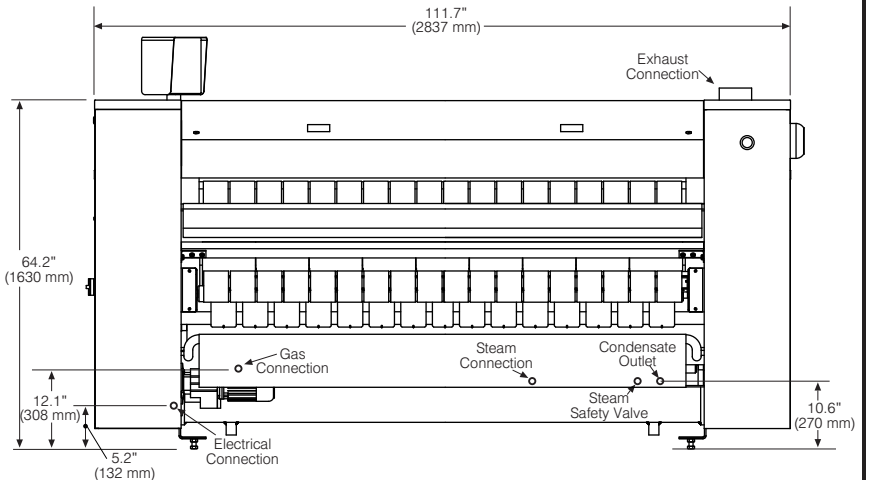 111.7"
(2837 mm)
Exhaust
Connection
64.2"
(1630 mm)
Gas
Connection
Steam
Connection
Condensate
Outlet
Steam
Safety Valve
12.1"
(308 mm)
10.6"
(270 mm)
Electrical
Connection
5.2"
(132 mm)